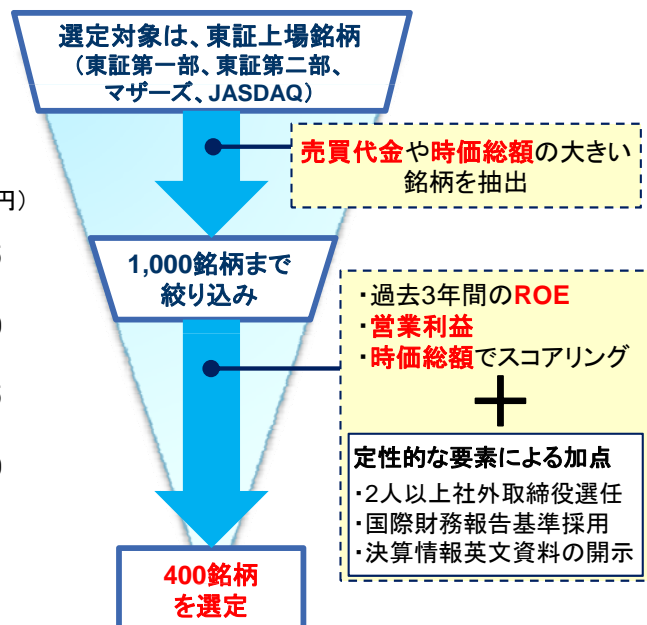 選定対象は、東証上場銘柄
（東証第一部、東証第二部、
マザーズ、JASDAQ）
売買代金や時価総額の大きい
銘柄を抽出
円）
1,000銘柄まで
絞り込み
・過去3年間のROE
・営業利益
・時価総額でスコアリング
＋
定性的な要素による加点
・2人以上社外取締役選任
・国際財務報告基準採用
・決算情報英文資料の開示
400銘柄
を選定